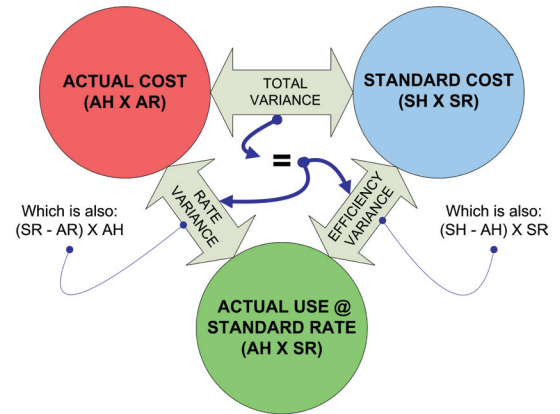 ACTUAL COST
(AH X AR)
TOTAL
VARIANCE
STANDARD COST
(SH X SR)
=
RATE
VARIANCE
EFFICIENCY
VARIANCE
Which is also:
(SR - AR) X AH
Which is also:
(SH - AH) X SR
ACTUAL USE @
STANDARD RATE
(AH X SR)